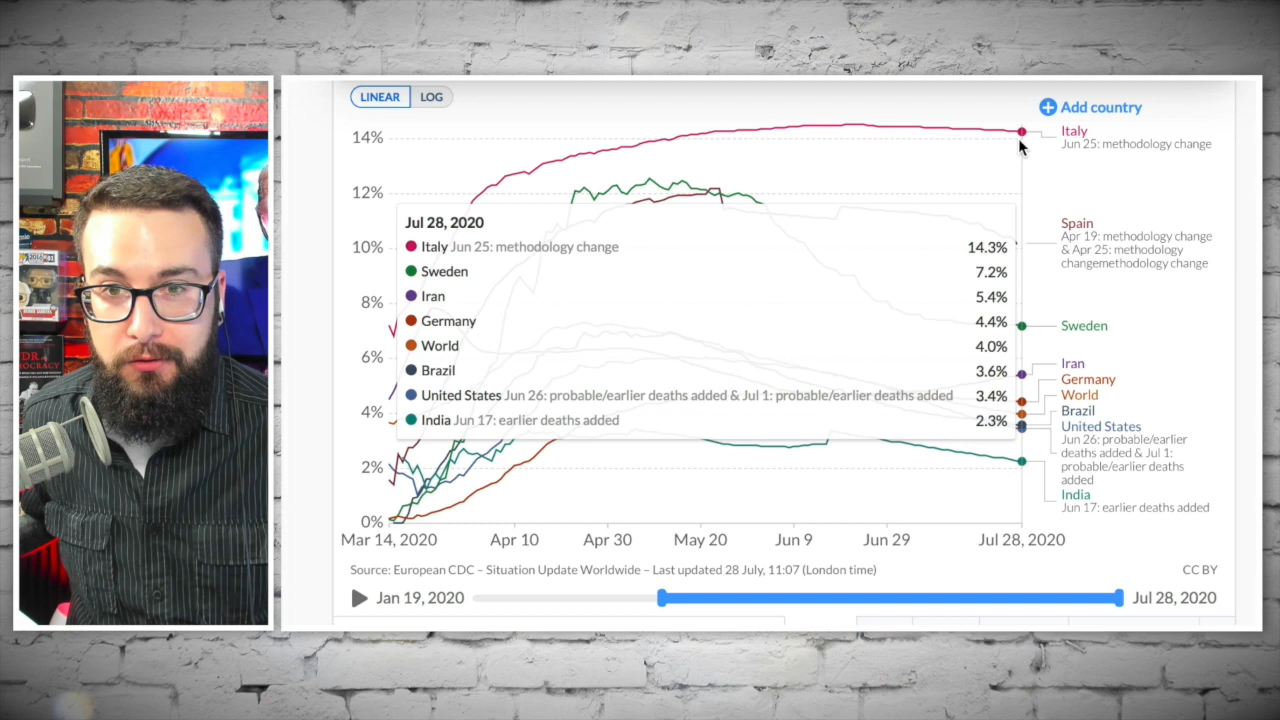 LINEAR LOG
Add country
14%
12%
10%
8%
6%
4%
2%
0%
Jul 28, 2020
Italy Jun 25: methodology change 14.3%
Sweden 7.2%
Iran 5.4%
Germany 4.4%
World 4.0%
Brazil 3.6%
United States Jun 26: probable/earlier deaths added & Jul 1: probable/earlier deaths added 3.4%
India Jun 17: earlier deaths added 2.3%
Italy
Jun 25: methodology change
Spain
Apr 19: methodology change
& Apr 25: methodology
changemethodology change
Sweden
Iran
Germany
World
Brazil
United States
Jun 26: probable/earlier
deaths added & Jul 1:
probable/earlier deaths
added
India
Jun 17: earlier deaths added
Mar 14, 2020 Apr 10 Apr 30 May 20 Jun 9 Jun 29 Jul 28, 2020
Source: European CDC – Situation Update Worldwide – Last updated 28 July, 11:07 (London time) CC BY
Jan 19, 2020 Jul 28, 2020